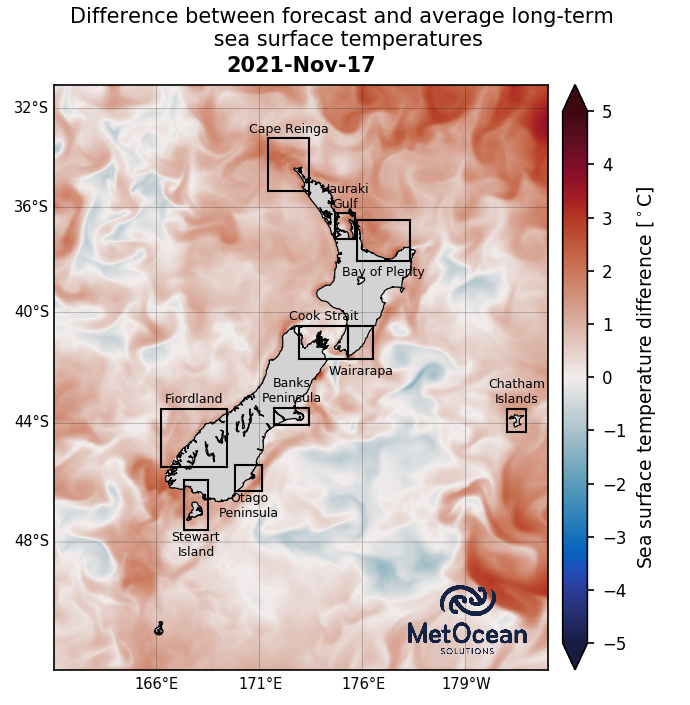 Difference between forecast and average long-term
sea surface temperatures
2021-Nov-17
32°S
36°S
40°S
44°S
48°S
Cape Reinga
Hauraki
Gulf
Bay of Plenty
Cook Strait
Wairarapa
Banks
Peninsula
Fiordland
Chatham
Islands
Otago
Peninsula
Stewart
Island
MetOcean
SOLUTIONS
166°E
171°E
176°E
179°W
5
4
3
2
1
0
−1
−2
−3
−4
−5
Sea surface temperature difference [°C]